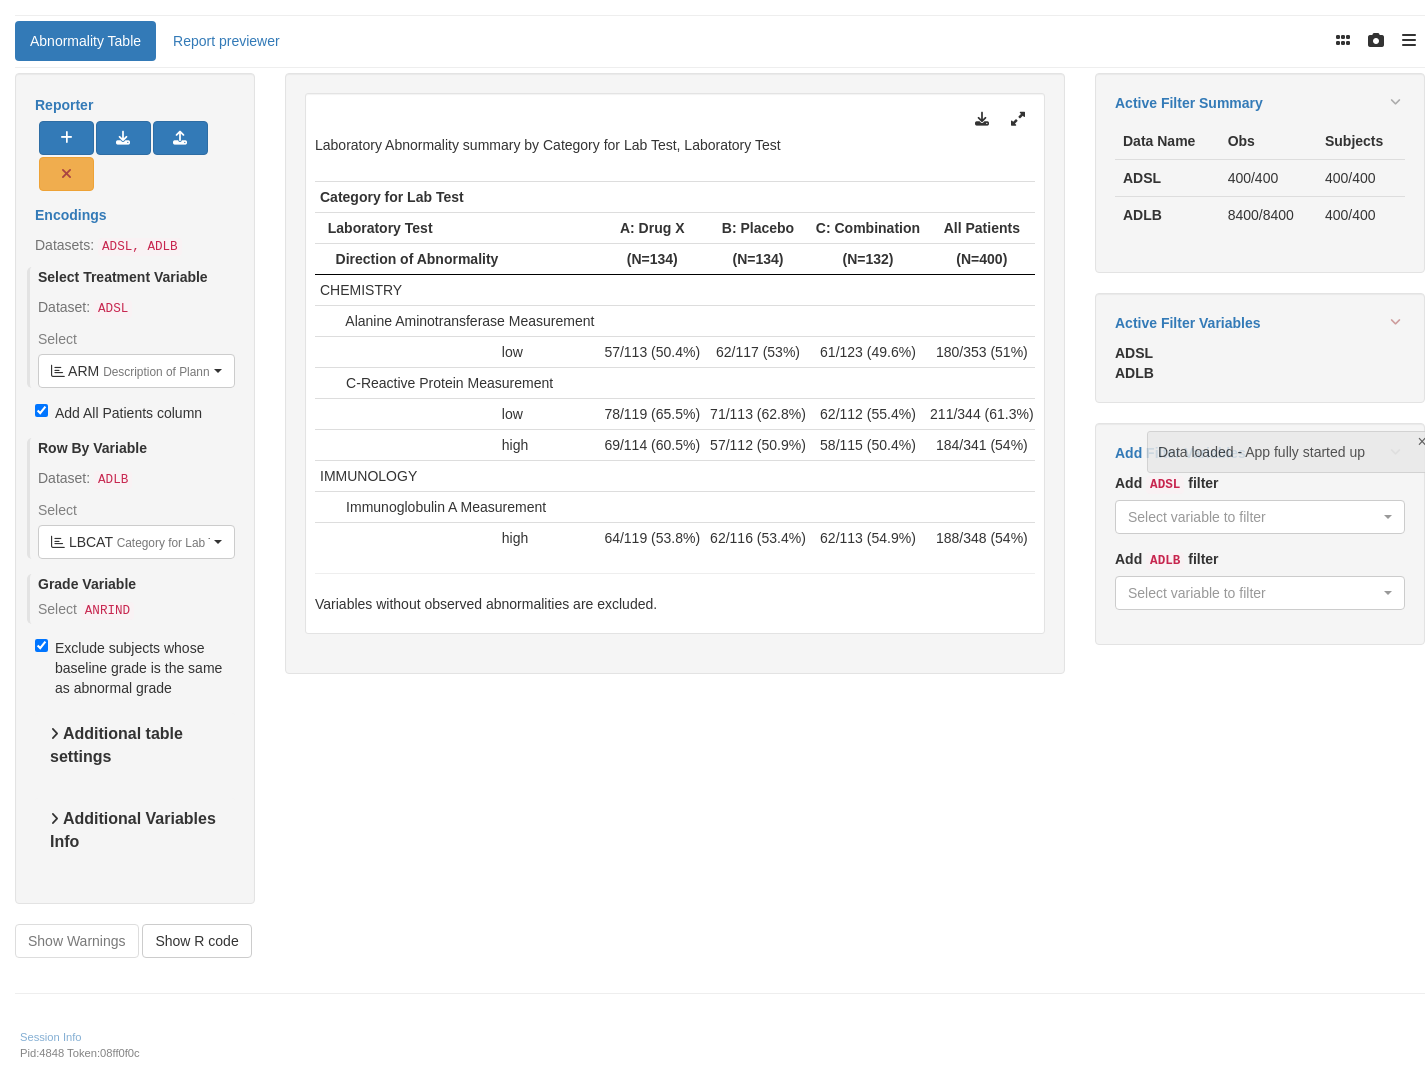 Abnormality Table
Report previewer
Reporter
Encodings
Datasets: ADSL, ADLB
Select Treatment Variable
Dataset: ADSL
Select
ARM Description of Plann
Add All Patients column
Row By Variable
Dataset: ADLB
Select
LBCAT Category for Lab
Grade Variable
Select ANRIND
Exclude subjects whose
baseline grade is the same
as abnormal grade
Additional table
settings
Additional Variables
Info
Show Warnings
Show R code
Laboratory Abnormality summary by Category for Lab Test, Laboratory Test
Category for Lab Test
Laboratory Test A: Drug X B: Placebo C: Combination All Patients
Direction of Abnormality (N=134) (N=134) (N=132) (N=400)
CHEMISTRY
Alanine Aminotransferase Measurement
low 57/113 (50.4%) 62/117 (53%) 61/123 (49.6%) 180/353 (51%)
C-Reactive Protein Measurement
low 78/119 (65.5%) 71/113 (62.8%) 62/112 (55.4%) 211/344 (61.3%)
high 69/114 (60.5%) 57/112 (50.9%) 58/115 (50.4%) 184/341 (54%)
IMMUNOLOGY
Immunoglobulin A Measurement
high 64/119 (53.8%) 62/116 (53.4%) 62/113 (54.9%) 188/348 (54%)
Variables without observed abnormalities are excluded.
Active Filter Summary
Data Name Obs Subjects
ADSL 400/400 400/400
ADLB 8400/8400 400/400
Active Filter Variables
ADSL
ADLB
Add
Data loaded - App fully started up
×
Add ADSL filter
Select variable to filter
Add ADLB filter
Select variable to filter
Session Info
Pid:4848 Token:08ff0f0c